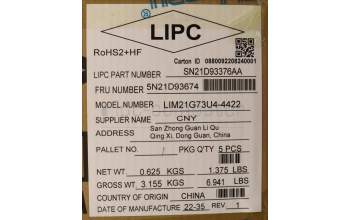 LIPC
RoHS2+HF
Carton ID 0880092208240001
LIPC PART NUMBER SN21D93376AA
FRU NUMBER 5N21D93674
MODEL NUMBER LIM21G73U4-4422
SUPPLIER NAME CNY
ADDRESS San Zhong Guan Li Qu
Qing Xi, Dong Guan, China
PALLET NO / PKG Q'TY 5 PCS
NET WT 0.625 KGS 1.375 LBS
GROSS WT 3.155 KGS 6.941 LBS
COUNTRY OF ORIGIN CHINA
DATE OF MANUFACTURE 22-35 REV 1